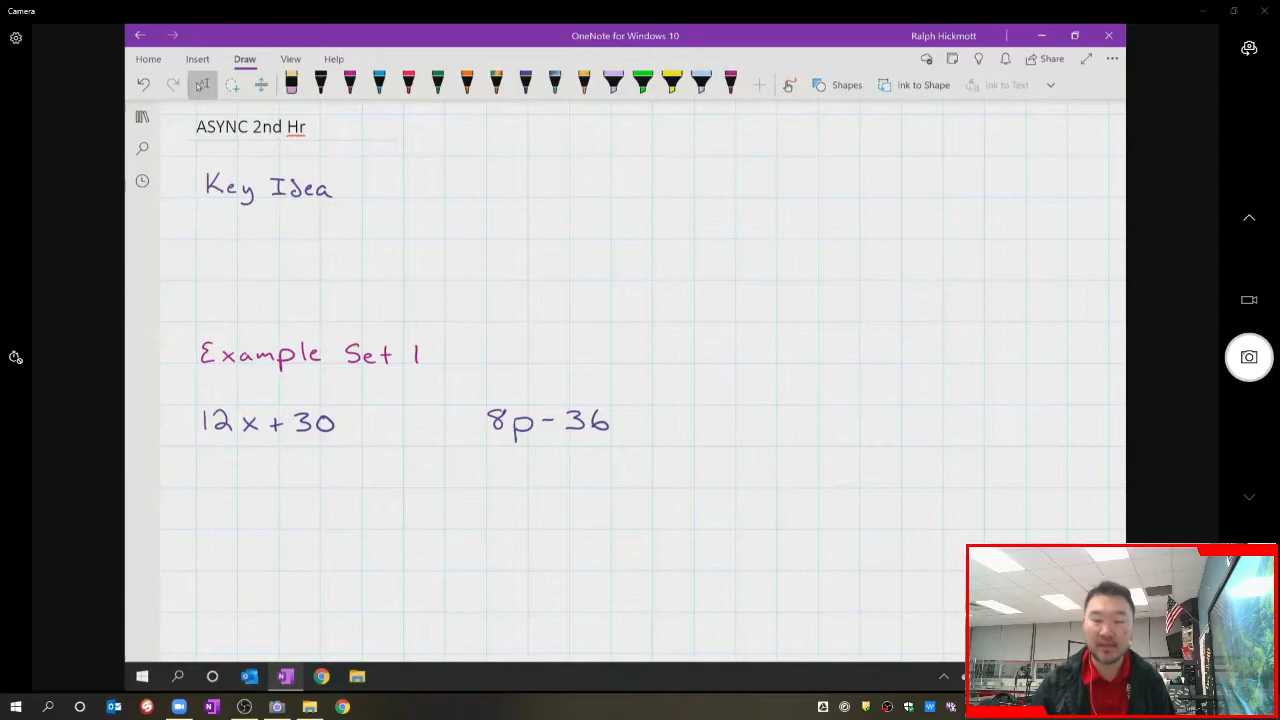 Camera
OneNote for Windows 10
Ralph Hickmott
Home Insert Draw View Help
Share
Shapes Ink to Shape Ink to Text
ASYNC 2nd Hr
Key Idea
Example Set 1
12x + 30 8p - 36